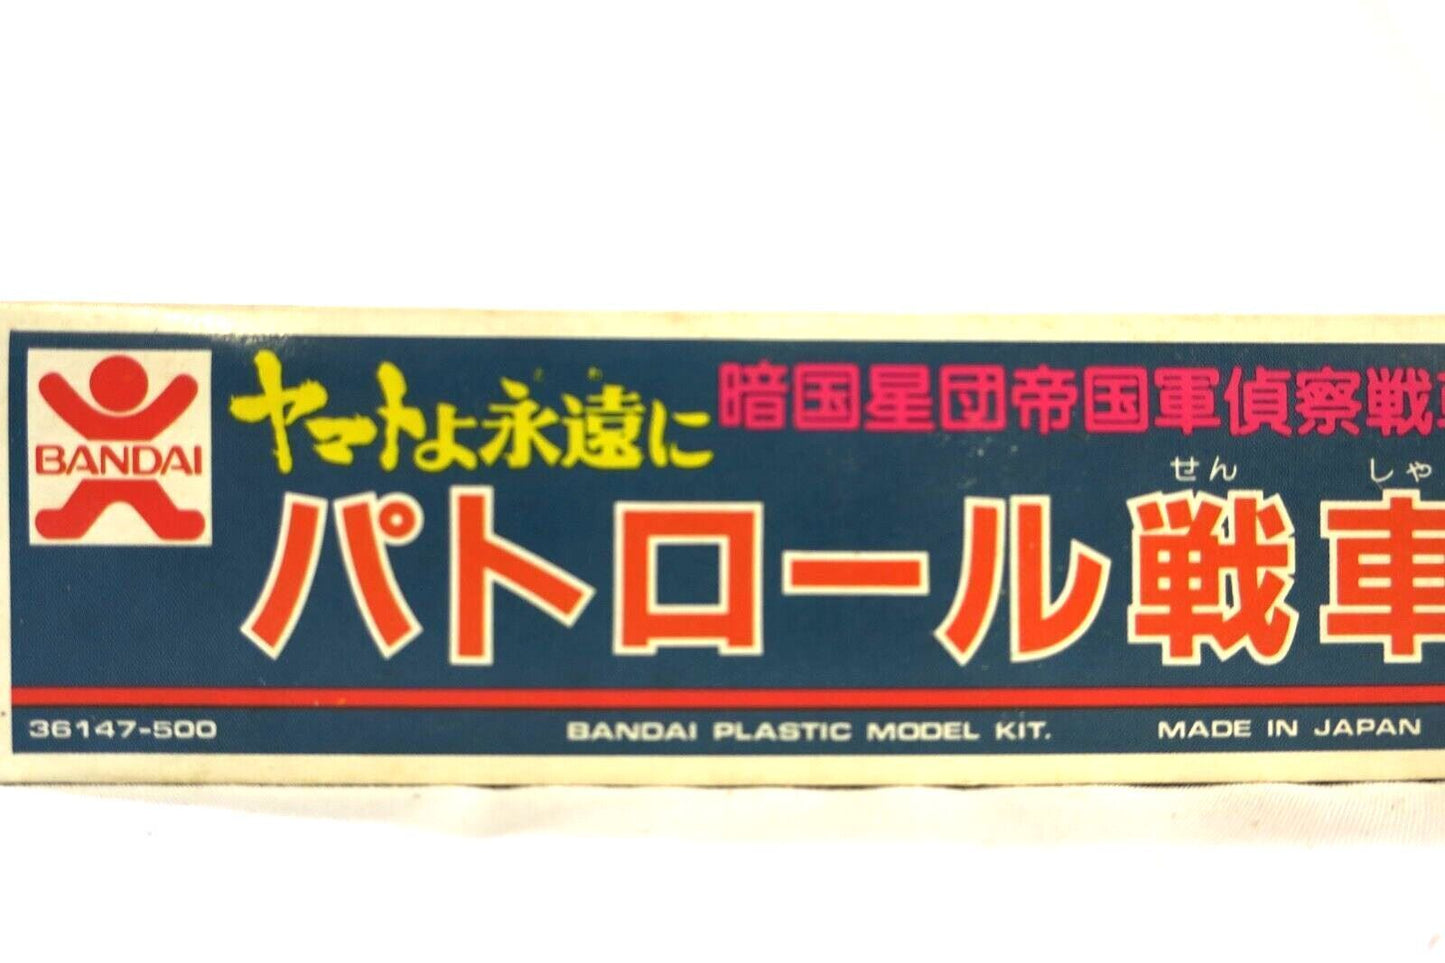 BANDAI
ヤマトよ永遠に
暗国星団帝国軍偵察戦車
せん しゃ
パトロール戦車
36147-500
BANDAI PLASTIC MODEL KIT.
MADE IN JAPAN